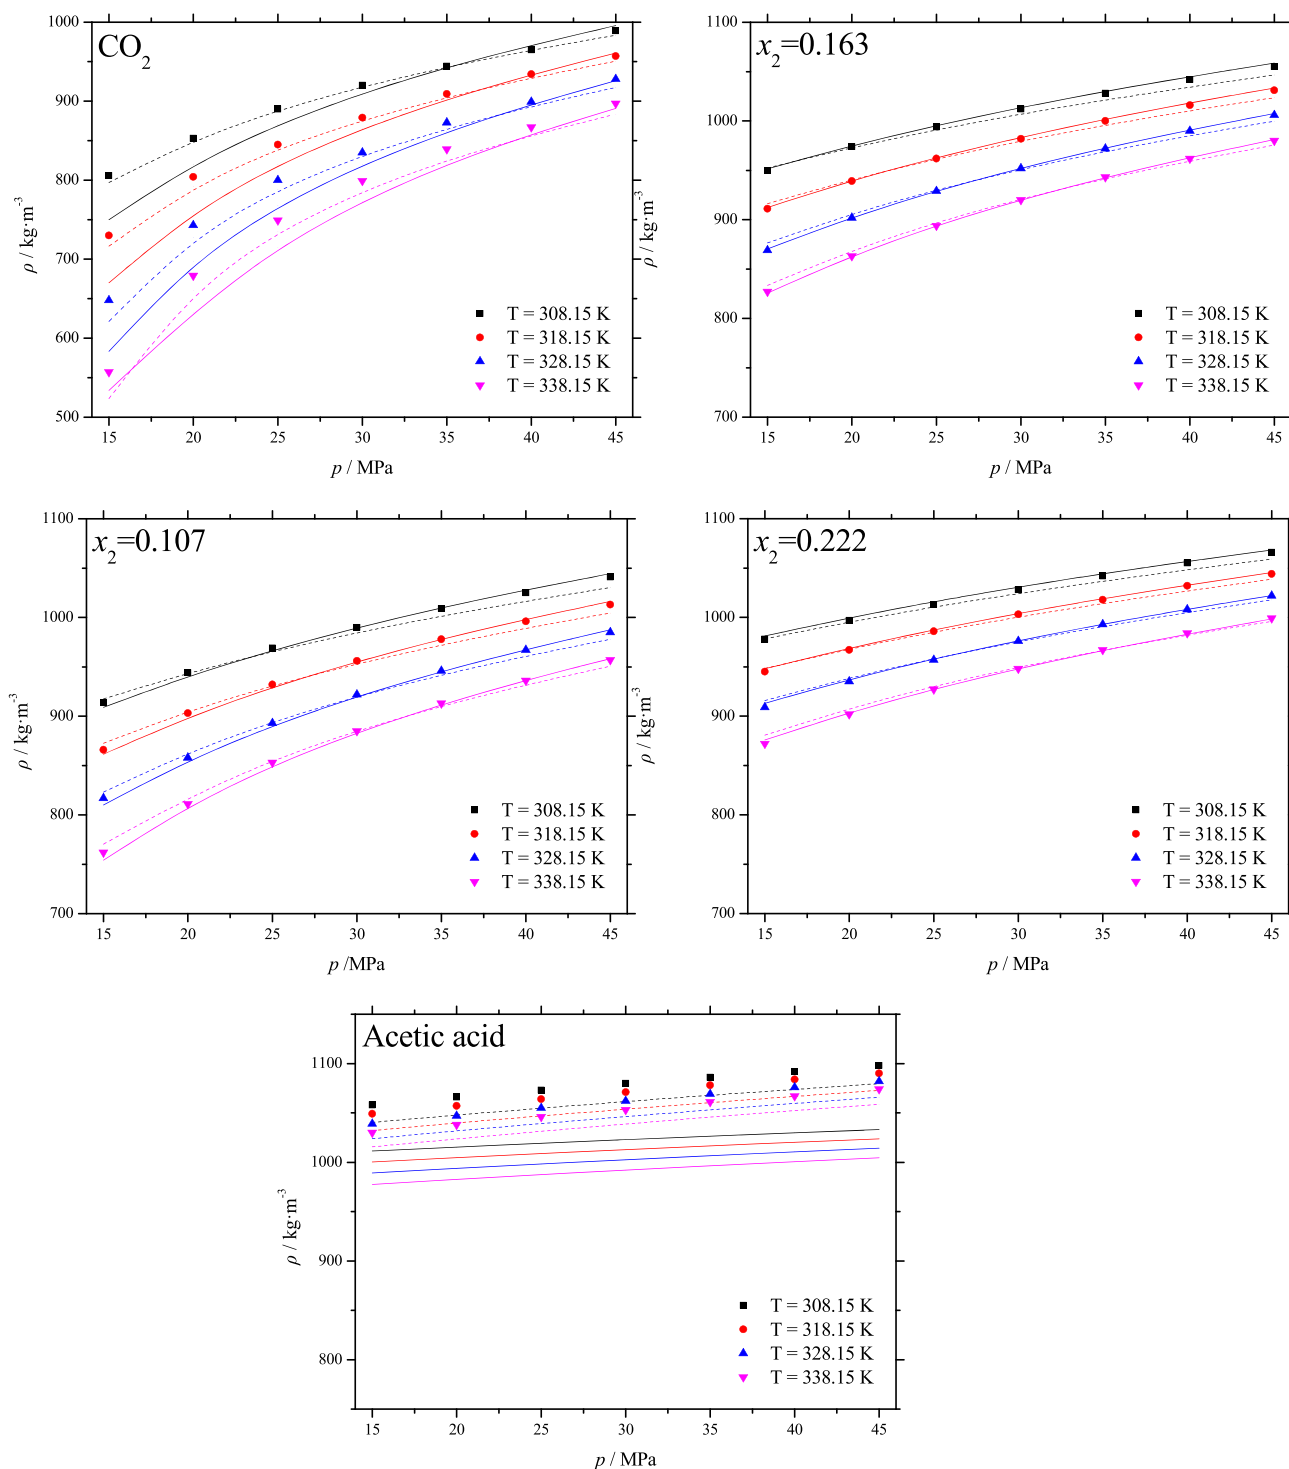 CO2
1000
900
800
700
600
500
ρ / kg·m-3
T = 308.15 K
T = 318.15 K
T = 328.15 K
T = 338.15 K
15 20 25 30 35 40 45
p / MPa
x2=0.163
1100
1000
900
800
700
ρ / kg·m-3
T = 308.15 K
T = 318.15 K
T = 328.15 K
T = 338.15 K
15 20 25 30 35 40 45
p / MPa
x2=0.107
1100
1000
900
800
700
ρ / kg·m-3
T = 308.15 K
T = 318.15 K
T = 328.15 K
T = 338.15 K
15 20 25 30 35 40 45
p /MPa
x2=0.222
1100
1000
900
800
700
ρ / kg·m-3
T = 308.15 K
T = 318.15 K
T = 328.15 K
T = 338.15 K
15 20 25 30 35 40 45
p / MPa
Acetic acid
1100
1000
900
800
ρ / kg·m-3
T = 308.15 K
T = 318.15 K
T = 328.15 K
T = 338.15 K
15 20 25 30 35 40 45
p / MPa